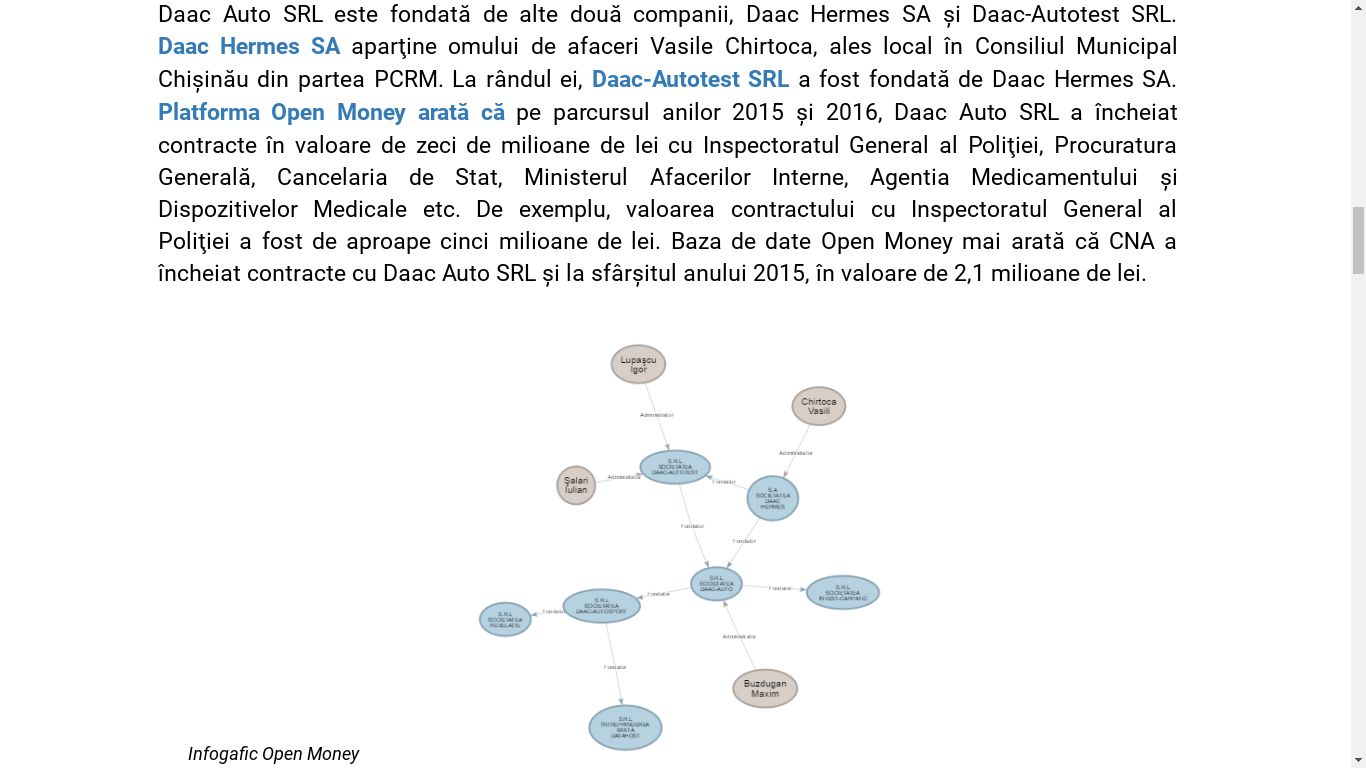 Daac Auto SRL este fondată de alte două companii, Daac Hermes SA și Daac-Autotest SRL.
Daac Hermes SA aparţine omului de afaceri Vasile Chirtoca, ales local în Consiliul Municipal
Chișinău din partea PCRM. La rândul ei, Daac-Autotest SRL a fost fondată de Daac Hermes SA.
Platforma Open Money arată că pe parcursul anilor 2015 și 2016, Daac Auto SRL a încheiat
contracte în valoare de zeci de milioane de lei cu Inspectoratul General al Poliţiei, Procuratura
Generală, Cancelaria de Stat, Ministerul Afacerilor Interne, Agentia Medicamentului și
Dispozitivelor Medicale etc. De exemplu, valoarea contractului cu Inspectoratul General al
Poliţiei a fost de aproape cinci milioane de lei. Baza de date Open Money mai arată că CNA a
încheiat contracte cu Daac Auto SRL și la sfârșitul anului 2015, în valoare de 2,1 milioane de lei.
Lupaşcu
Igor
Chirtoca
Vasili
Administrator
Administrator
S.R.L
SOCIETATEA
DAAC-AUTOTEST
Şalari
Iulian
Administrator
Fondator
S.A
SOCIETATEA
DAAC
HERMES
Fondator
Fondator
S.R.L
SOCIETATEA
DAAC-AUTO
Fondator
Fondator
S.R.L
SOCIETATEA
INVEST-CARPATIC
S.R.L
SOCIETATEA
DAAC-AUTOSPORT
Fondator
S.R.L
SOCIETATEA
REVELAŢIE
Administrator
Fondator
Buzdugan
Maxim
S.R.L
ÎNTREPRINDEREA
MIXTĂ
DATAHOST
Infogafic Open Money